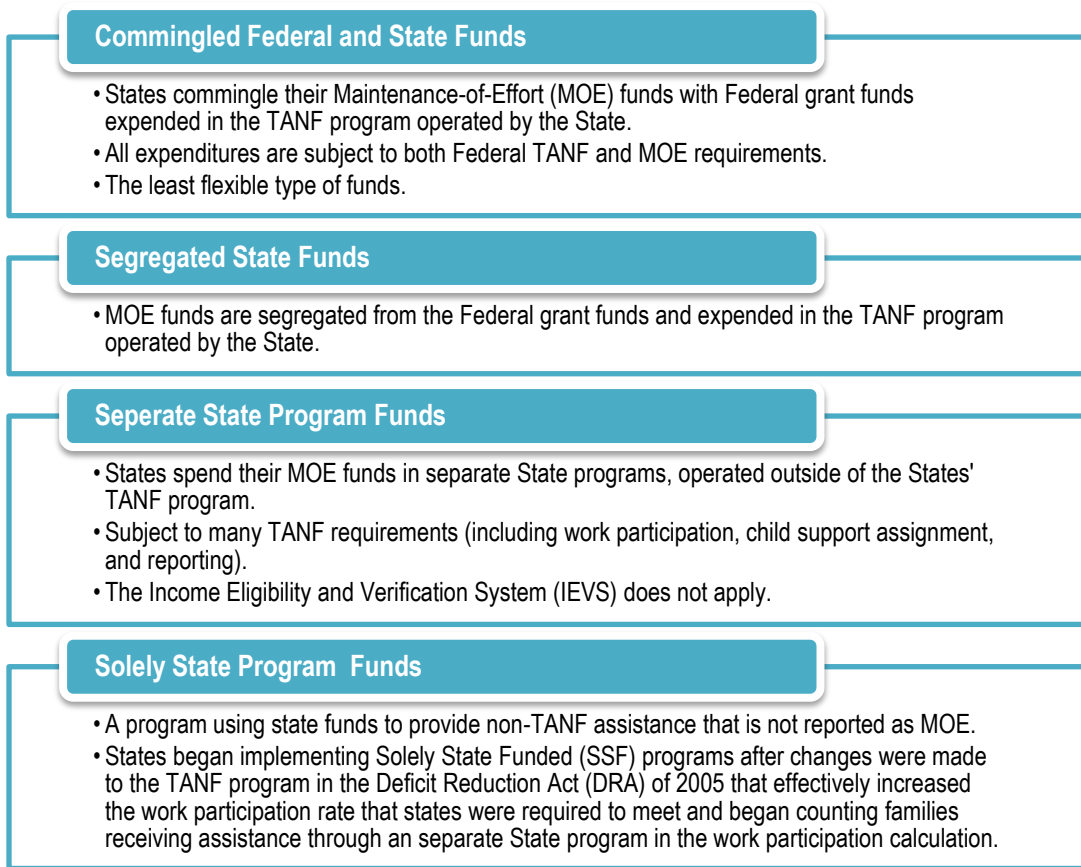 Commingled Federal and State Funds
• States commingle their Maintenance-of-Effort (MOE) funds with Federal grant funds
expended in the TANF program operated by the State.
• All expenditures are subject to both Federal TANF and MOE requirements.
• The least flexible type of funds.
Segregated State Funds
• MOE funds are segregated from the Federal grant funds and expended in the TANF program
operated by the State.
Seperate State Program Funds
• States spend their MOE funds in separate State programs, operated outside of the States'
TANF program.
• Subject to many TANF requirements (including work participation, child support assignment,
and reporting).
• The Income Eligibility and Verification System (IEVS) does not apply.
Solely State Program  Funds
• A program using state funds to provide non-TANF assistance that is not reported as MOE.
• States began implementing Solely State Funded (SSF) programs after changes were made
to the TANF program in the Deficit Reduction Act (DRA) of 2005 that effectively increased
the work participation rate that states were required to meet and began counting families
receiving assistance through an separate State program in the work participation calculation.